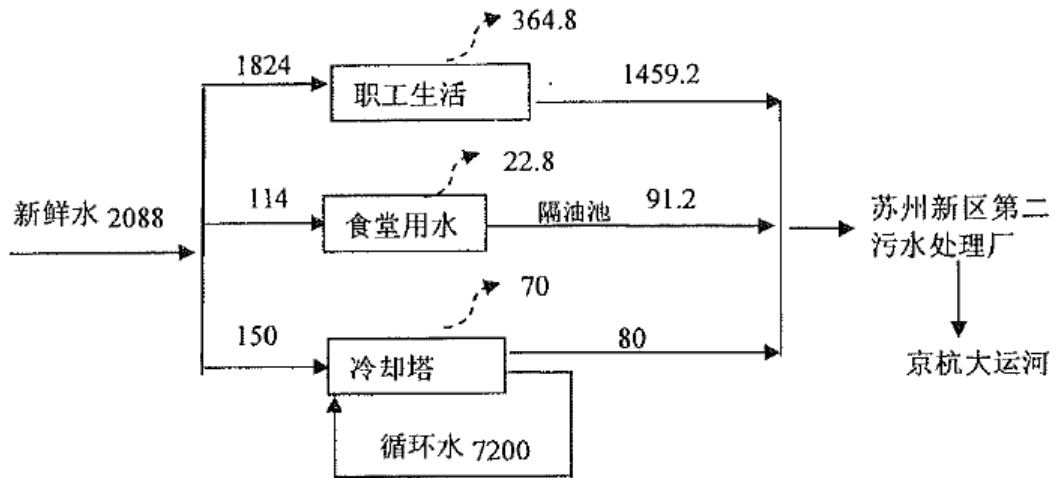 364.8
1824
职工生活
1459.2
22.8
新鲜水 2088
114
食堂用水
隔油池
91.2
苏州新区第二
污水处理厂
70
150
冷却塔
80
京杭大运河
循环水 7200